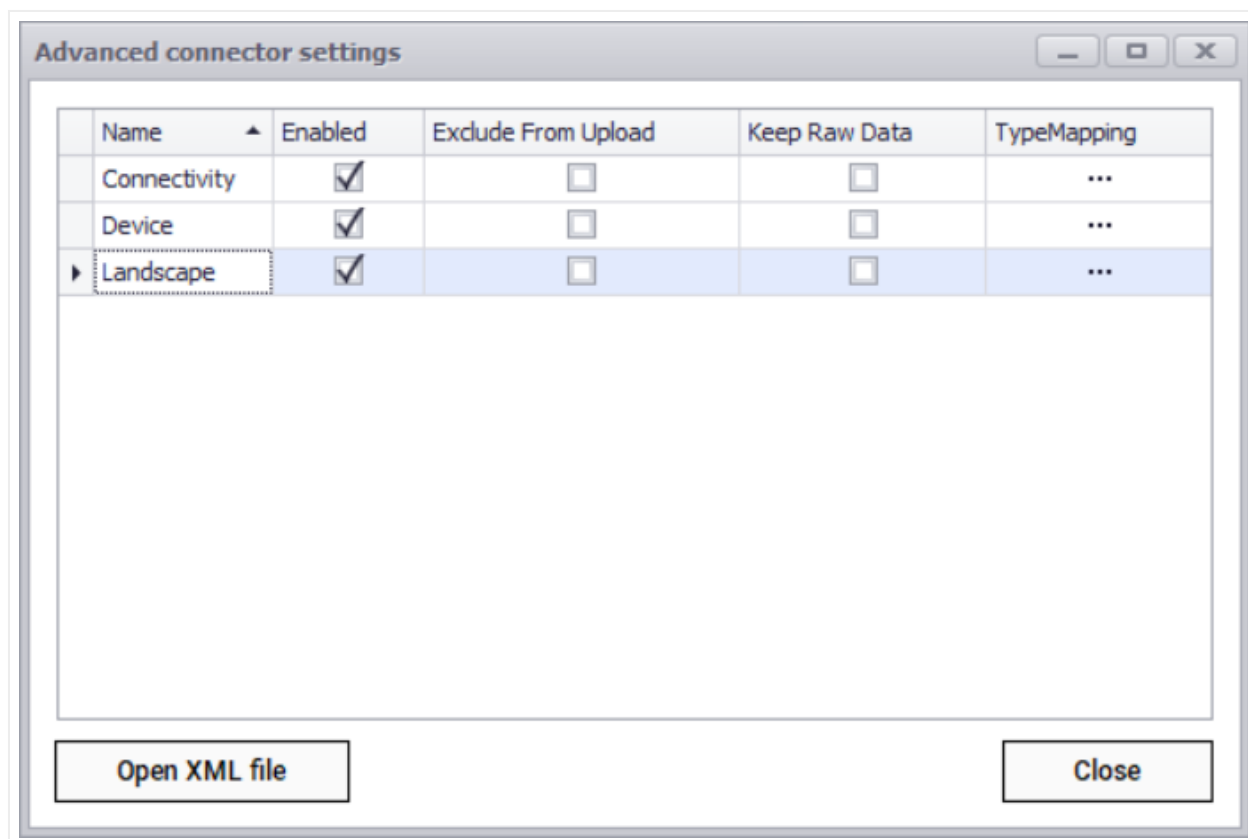 Advanced connector settings
Name Enabled Exclude From Upload Keep Raw Data TypeMapping
Connectivity ...
Device ...
Landscape ...
Open XML file Close